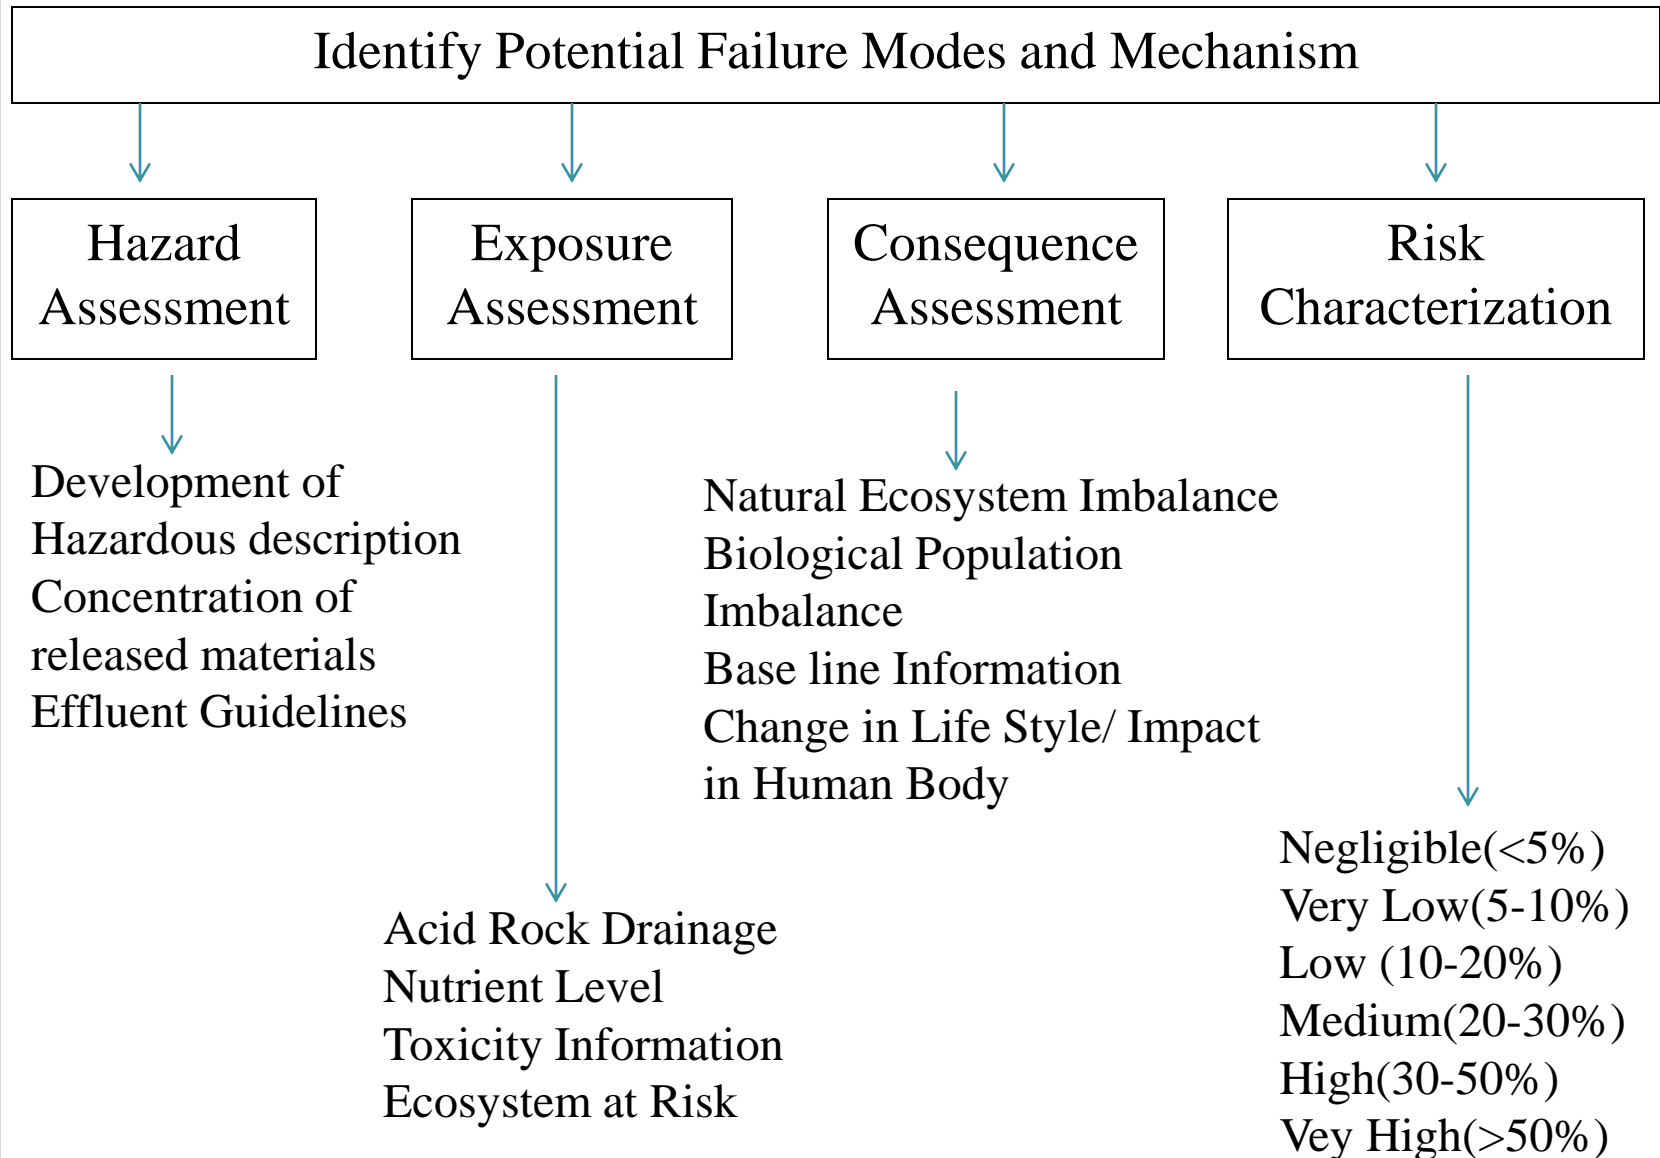 Identify Potential Failure Modes and Mechanism
Hazard
Assessment
Exposure
Assessment
Consequence
Assessment
Risk
Characterization
Development of
Hazardous description
Concentration of
released materials
Effluent Guidelines
Acid Rock Drainage
Nutrient Level
Toxicity Information
Ecosystem at Risk
Natural Ecosystem Imbalance
Biological Population
Imbalance
Base line Information
Change in Life Style/ Impact
in Human Body
Negligible(<5%)
Very Low(5-10%)
Low (10-20%)
Medium(20-30%)
High(30-50%)
Vey High(>50%)